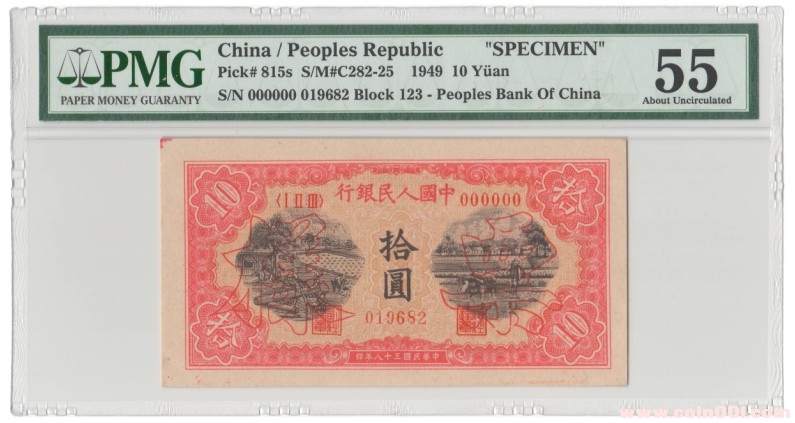 PMG
PAPER MONEY GUARANTY
China / Peoples Republic "SPECIMEN"
Pick# 815s S/M#C282-25 1949 10 Yüan
S/N 000000 019682 Block 123 - Peoples Bank Of China
55
About Uncirculated
10
行銀民人國中
拾
〈I II III〉
000000
拾圓
019682
拾
10
印年八十三國民華中
www.coin001.com